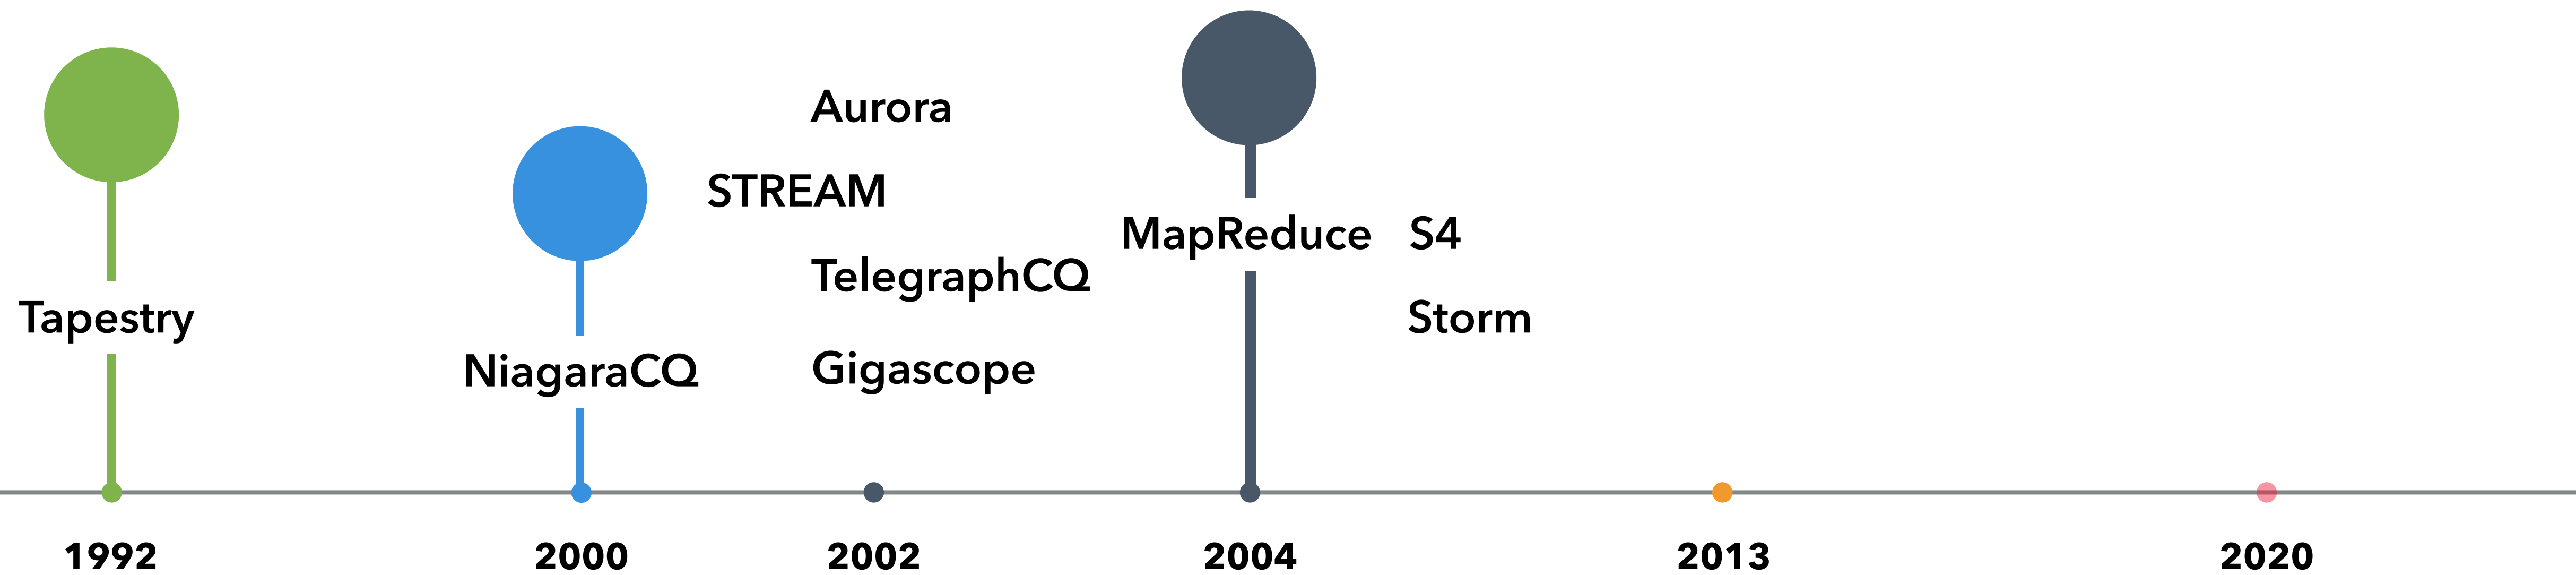 Aurora
STREAM
MapReduce
S4
TelegraphCQ
Tapestry
Storm
NiagaraCQ
Gigascope
1992
2000
2002
2004
2013
2020